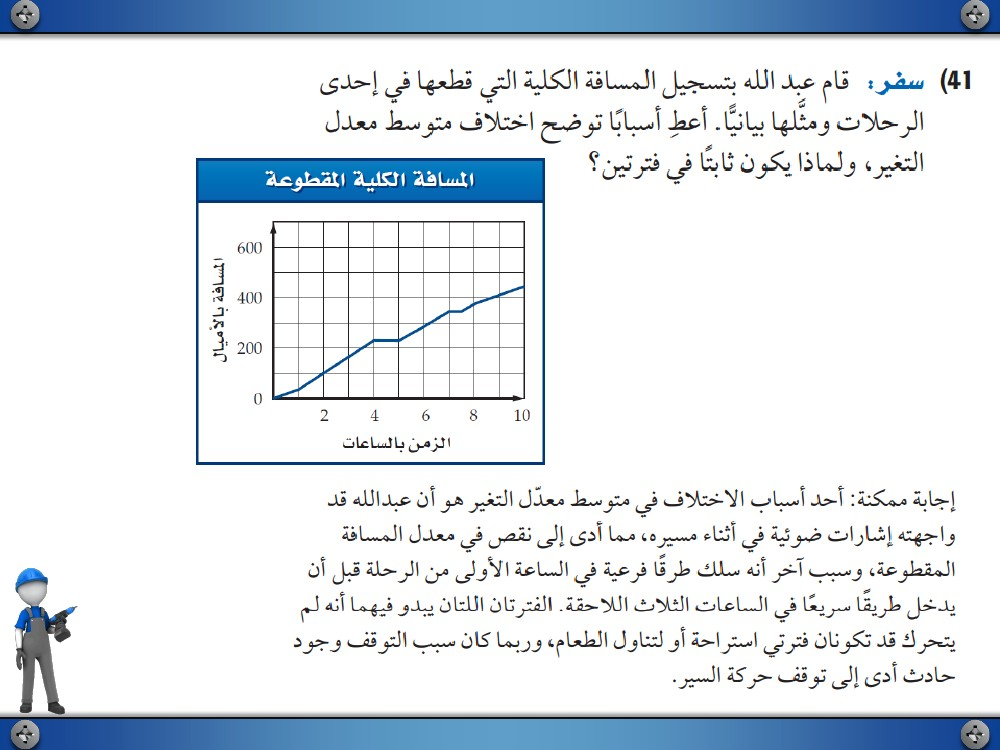 41) سفر: قام عبد الله بتسجيل المسافة الكلية التي قطعها في إحدى
الرحلات ومثَّلها بيانيًّا. أعطِ أسبابًا توضح اختلاف متوسط معدل
التغير، ولماذا يكون ثابتًا في فترتين؟
المسافة الكلية المقطوعة
المسافة بالأميال
600
400
200
0
2 4 6 8 10
الزمن بالساعات
إجابة ممكنة: أحد أسباب الاختلاف في متوسط معدّل التغير هو أن عبدالله قد
واجهته إشارات ضوئية في أثناء مسيره، مما أدى إلى نقص في معدل المسافة
المقطوعة، وسبب آخر أنه سلك طرقًا فرعية في الساعة الأولى من الرحلة قبل أن
يدخل طريقًا سريعًا في الساعات الثلاث اللاحقة. الفترتان اللتان يبدو فيهما أنه لم
يتحرك قد تكونان فترتي استراحة أو لتناول الطعام، وربما كان سبب التوقف وجود
حادث أدى إلى توقف حركة السير.